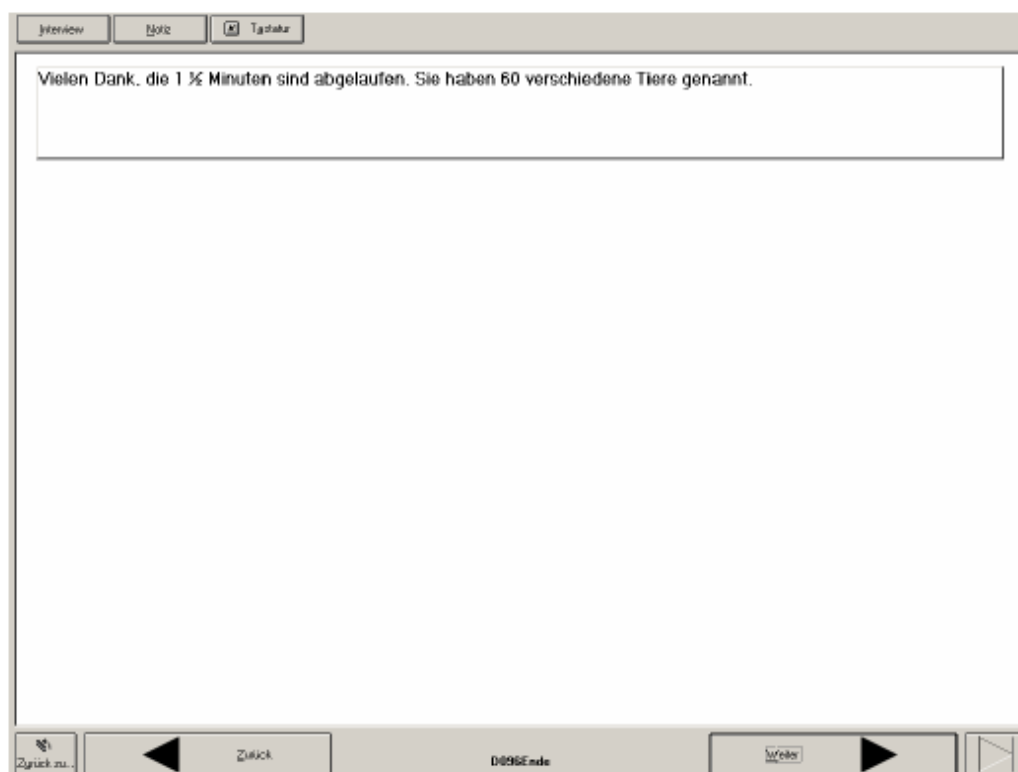 Interview Notiz Tastatur
Vielen Dank, die 1 ½ Minuten sind abgelaufen. Sie haben 60 verschiedene Tiere genannt.
Zurück zu... Zurück D096Ende Weiter